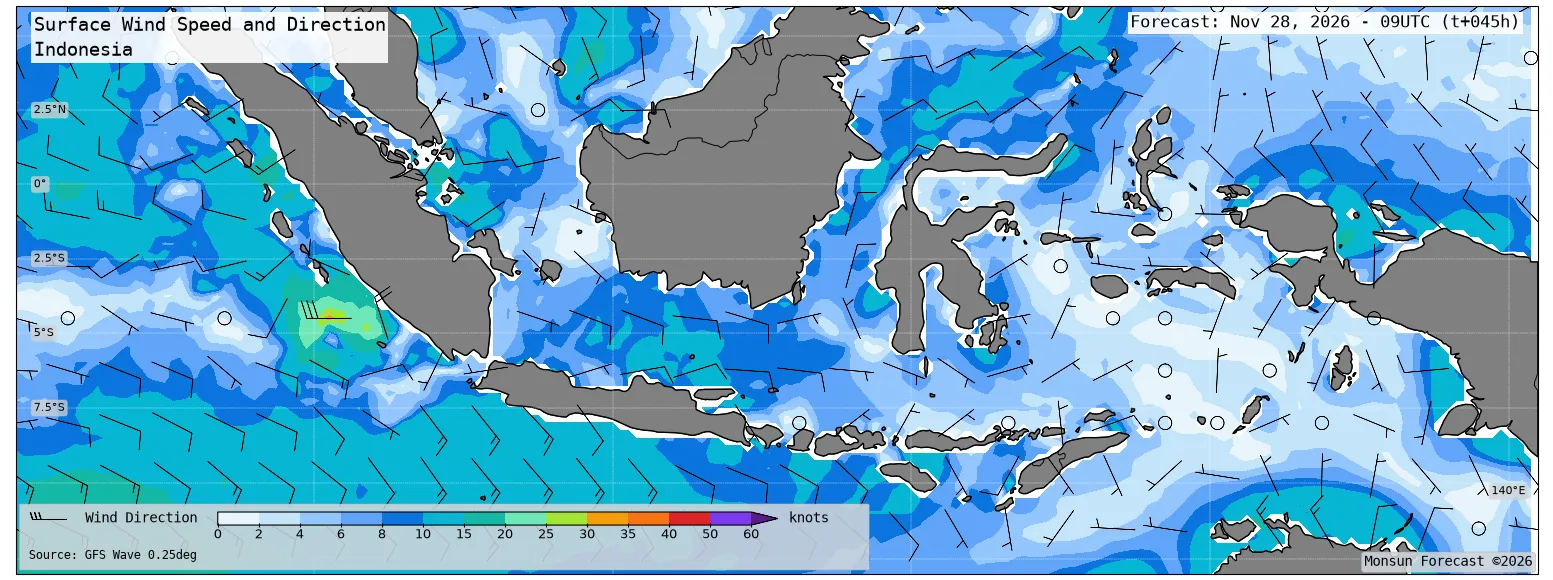 Surface Wind Speed and Direction
Indonesia
Forecast: Nov 28, 2026 - 09UTC (t+045h)
2.5°N
0°
2.5°S
5°S
7.5°S
140°E
Wind Direction
knots
0 2 4 6 8 10 15 20 25 30 35 40 50 60
Source: GFS Wave 0.25deg
Monsun Forecast ©2026